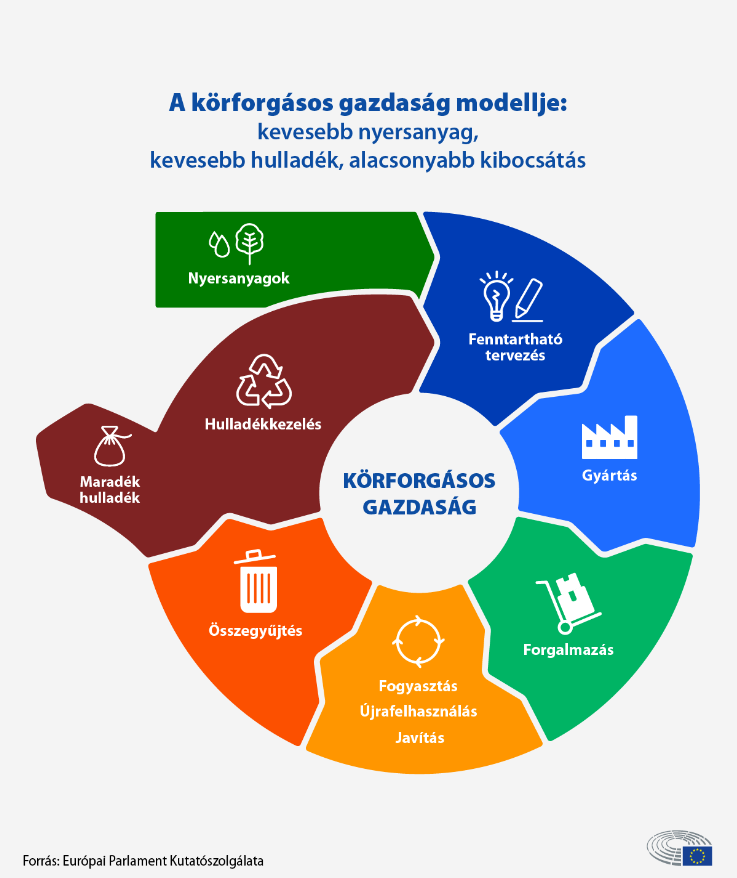 A körforgásos gazdaság modellje:
kevesebb nyersanyag,
kevesebb hulladék, alacsonyabb kibocsátás
Nyersanyagok
Fenntartható
tervezés
Gyártás
Forgalmazás
Fogyasztás
Újrafelhasználás
Javítás
Összegyűjtés
Hulladékkezelés
Maradék
hulladék
KÖRFORGÁSOS
GAZDASÁG
Forrás: Európai Parlament Kutatószolgálata